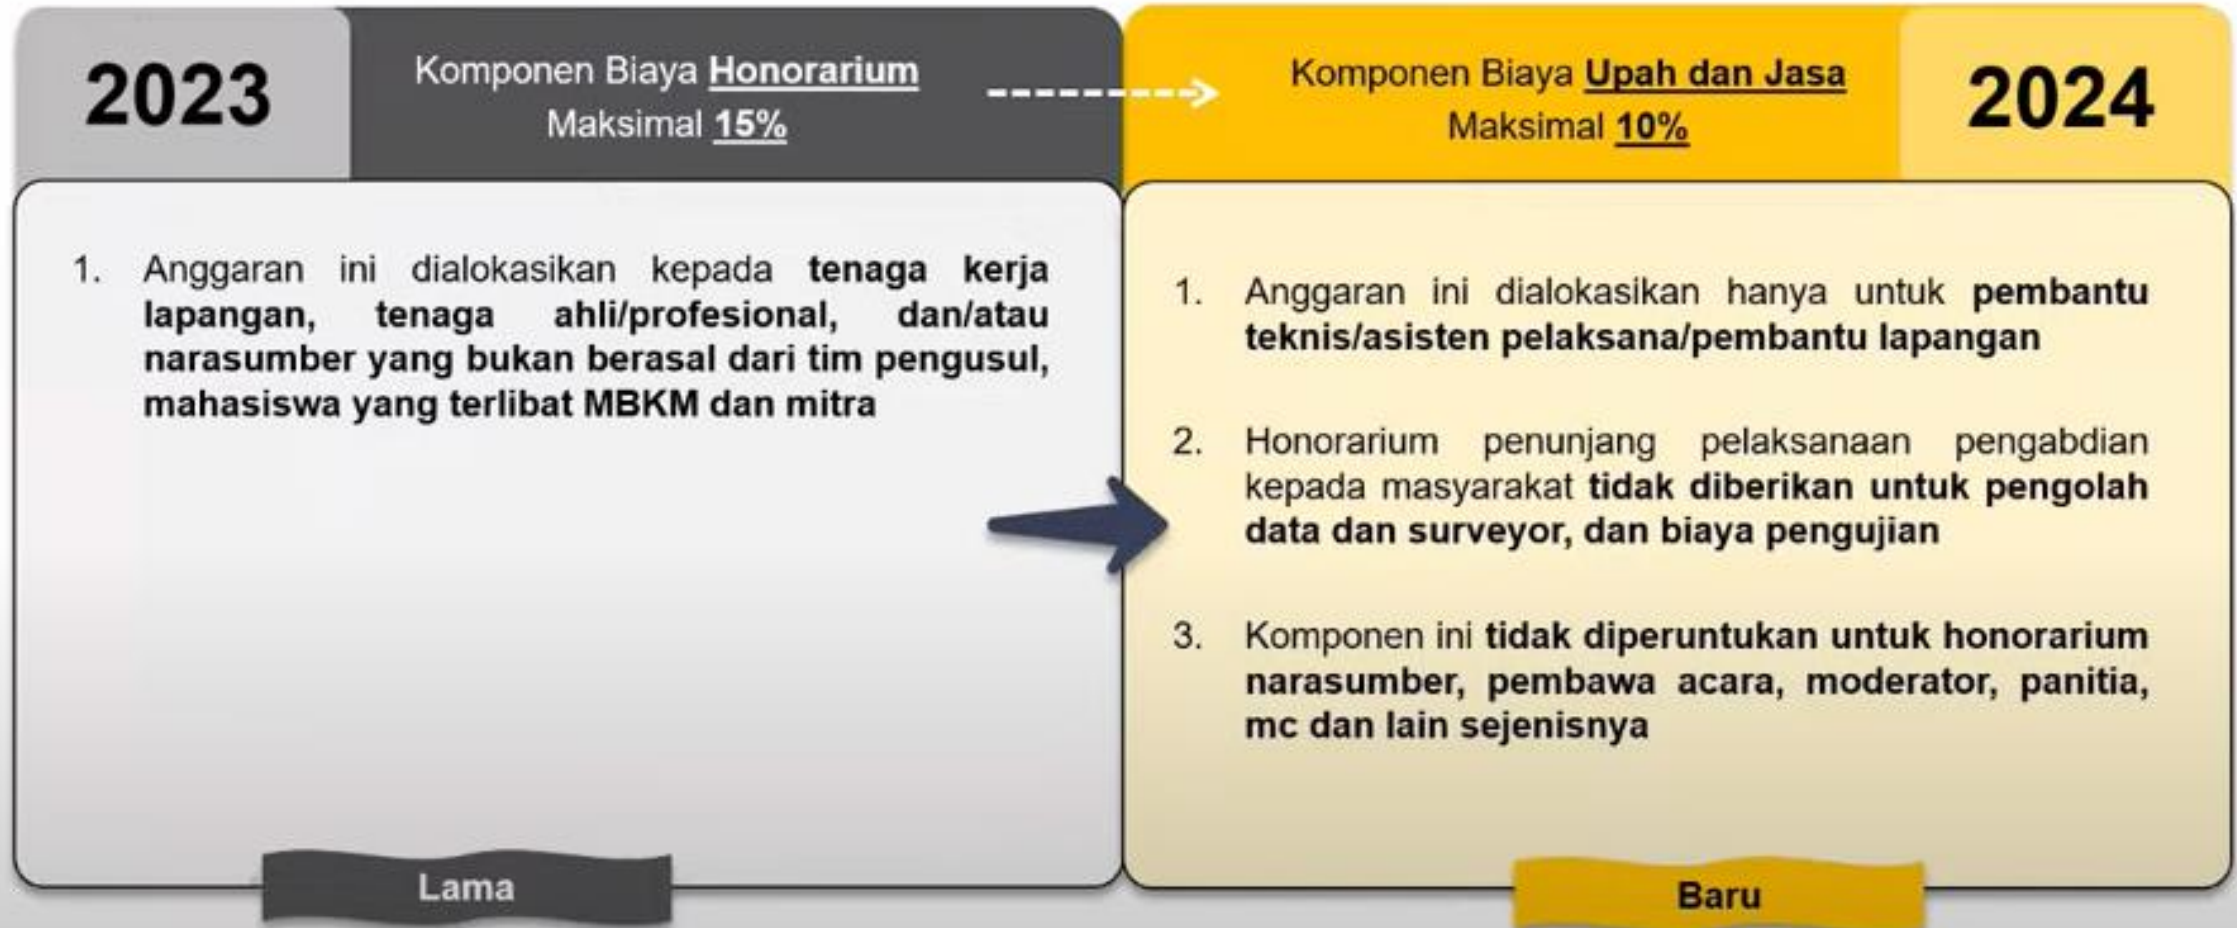 2023
Komponen Biaya Honorarium
Maksimal 15%
1. Anggaran ini dialokasikan kepada tenaga kerja
lapangan, tenaga ahli/profesional, dan/atau
narasumber yang bukan berasal dari tim pengusul,
mahasiswa yang terlibat MBKM dan mitra
Lama
Komponen Biaya Upah dan Jasa
Maksimal 10%
2024
1. Anggaran ini dialokasikan hanya untuk pembantu
teknis/asisten pelaksana/pembantu lapangan
2. Honorarium penunjang pelaksanaan pengabdian
kepada masyarakat tidak diberikan untuk pengolah
data dan surveyor, dan biaya pengujian
3. Komponen ini tidak diperuntukan untuk honorarium
narasumber, pembawa acara, moderator, panitia,
mc dan lain sejenisnya
Baru